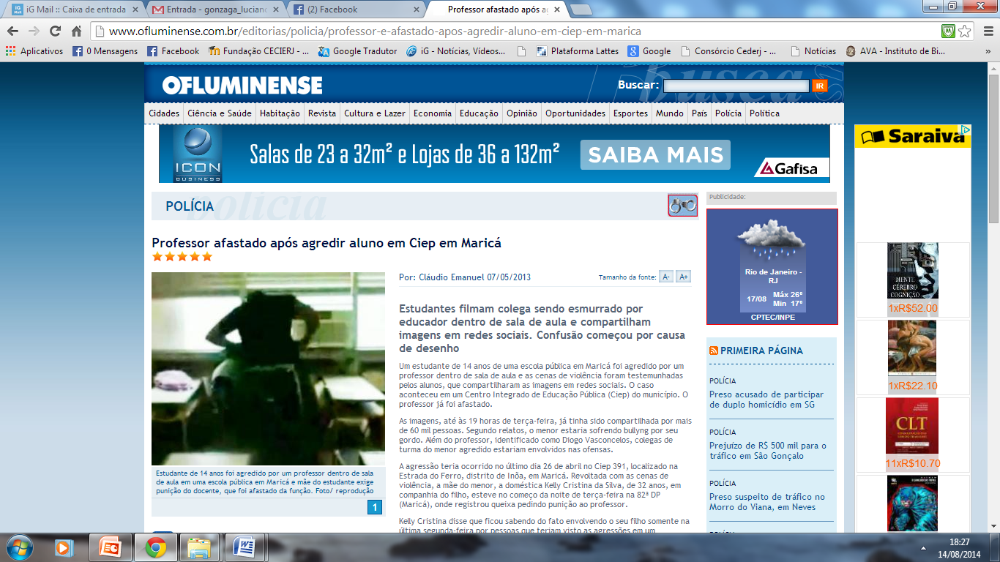 iG Mail :: Caixa de entrada
Entrada - gonzaga_lucian
(2) Facebook
Professor afastado após ag
www.ofluminense.com.br/editorias/policia/professor-e-afastado-apos-agredir-aluno-em-ciep-em-marica
Aplicativos
0 Mensagens
Facebook
Fundação CECIERJ - ...
Google Tradutor
iG - Notícias, Vídeos...
Plataforma Lattes
Google
Consórcio Cederj - ...
Notícias
AVA - Instituto de Bi...
»
OFLUMINENSE
busca
Buscar:
IR
Cidades
Ciência e Saúde
Habitação
Revista
Cultura e Lazer
Economia
Educação
Opinião
Oportunidades
Esportes
Mundo
País
Polícia
Política
ICON
BUSINESS
Salas de 23 a 32m² e Lojas de 36 a 132m²
SAIBA MAIS
Gafisa
POLÍCIA
polícia
Professor afastado após agredir aluno em Ciep em Maricá
Estudante de 14 anos foi agredido por um professor dentro de sala
de aula em uma escola pública em Maricá e mãe do estudante exige
punição do docente, que foi afastado da função. Foto/ reprodução
1
Por: Cláudio Emanuel 07/05/2013
Tamanho da fonte:
A-
A+
Estudantes filmam colega sendo esmurrado por
educador dentro de sala de aula e compartilham
imagens em redes sociais. Confusão começou por causa
de desenho
Um estudante de 14 anos de uma escola pública em Maricá foi agredido por um
professor dentro de sala de aula e as cenas de violência foram testemunhadas
pelos alunos, que compartilharam as imagens em redes sociais. O caso
aconteceu em um Centro Integrado de Educação Pública (Ciep) do município. O
professor já foi afastado.
As imagens, até às 19 horas de terça-feira, já tinha sido compartilhada por mais
de 60 mil pessoas. Segundo relatos, o menor estaria sofrendo bullyng por seu
gordo. Além do professor, identificado como Diogo Vasconcelos, colegas de
turma do menor agredido estariam envolvidos nas ofensas.
A agressão teria ocorrido no último dia 26 de abril no Ciep 391, localizado na
Estrada do Ferro, distrito de Inõa, em Maricá. Revoltada com as cenas de
violência, a mãe do menor, a doméstica Kelly Cristina da Silva, de 32 anos, em
companhia do filho, esteve no começo da noite de terça-feira na 82ª DP
(Maricá), onde registrou queixa pedindo punição ao professor.
Kelly Cristina disse que ficou sabendo do fato envolvendo o seu filho somente na
última segunda-feira por pessoas que teriam visto as agressões em um
Publicidade:
Rio de Janeiro -
RJ
17/08
Máx 26º
Min 17º
CPTEC/INPE
PRIMEIRA PÁGINA
POLÍCIA
Preso acusado de participar
de duplo homicídio em SG
POLÍCIA
Prejuízo de R$ 500 mil para o
tráfico em São Gonçalo
POLÍCIA
Preso suspeito de tráfico no
Morro do Viana, em Neves
Saraiva
MENTE
CÉREBRO
COGNIÇÃO
1xR$52.00
1xR$22.10
CLT
11xR$10.70
18:27
14/08/2014